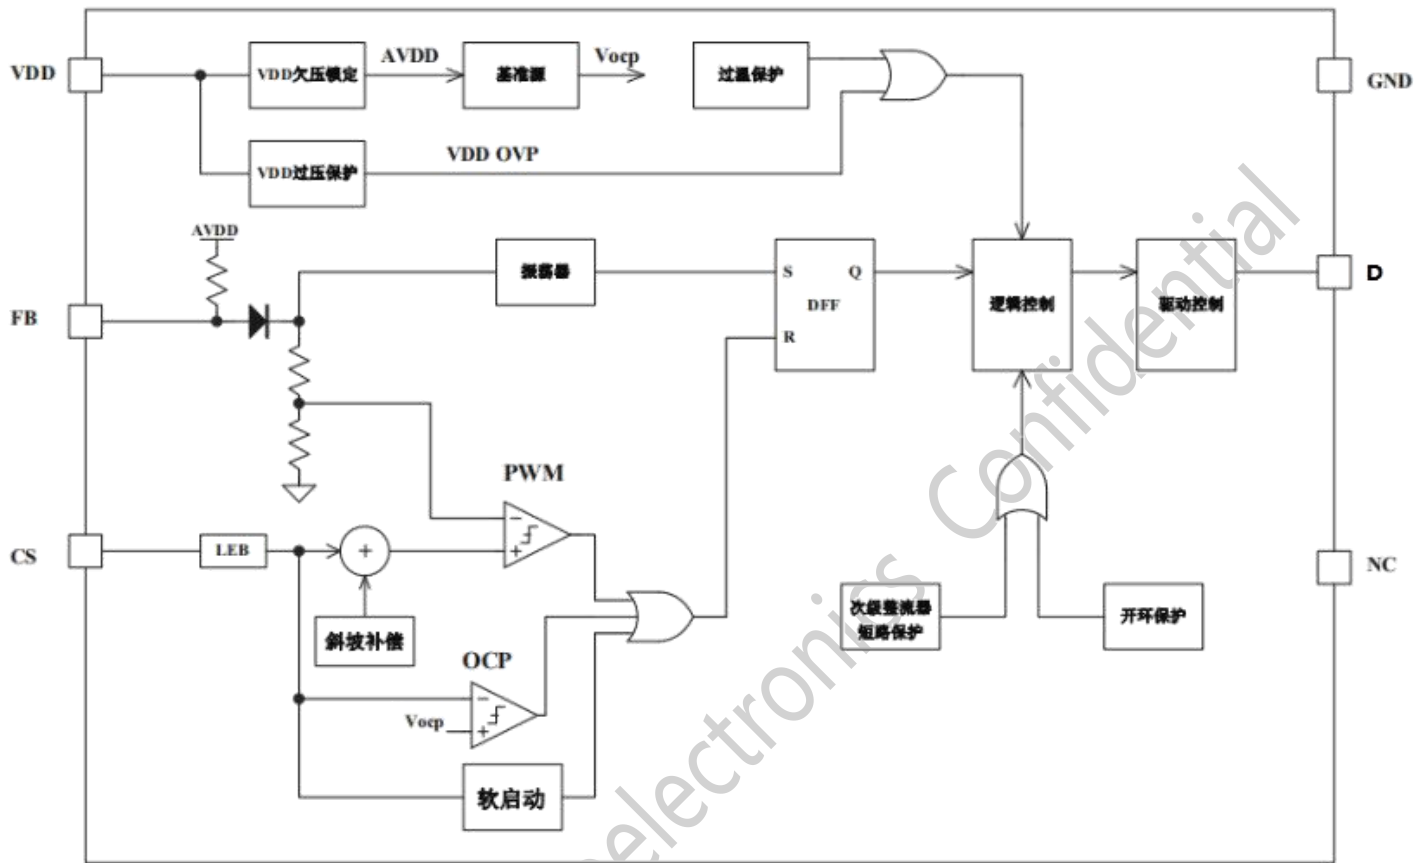 AVDD
Vocp
VDD
VDD欠压锁定
基准源
过温保护
GND
VDD OVP
VDD过压保护
AVDD
振荡器
S
Q
D
DFF
逻辑控制
驱动控制
FB
R
PWM
−
+
CS
LEB
+
NC
次级整流器
短路保护
开环保护
斜坡补偿
OCP
−
Vocp
+
软启动
electronics Confidential